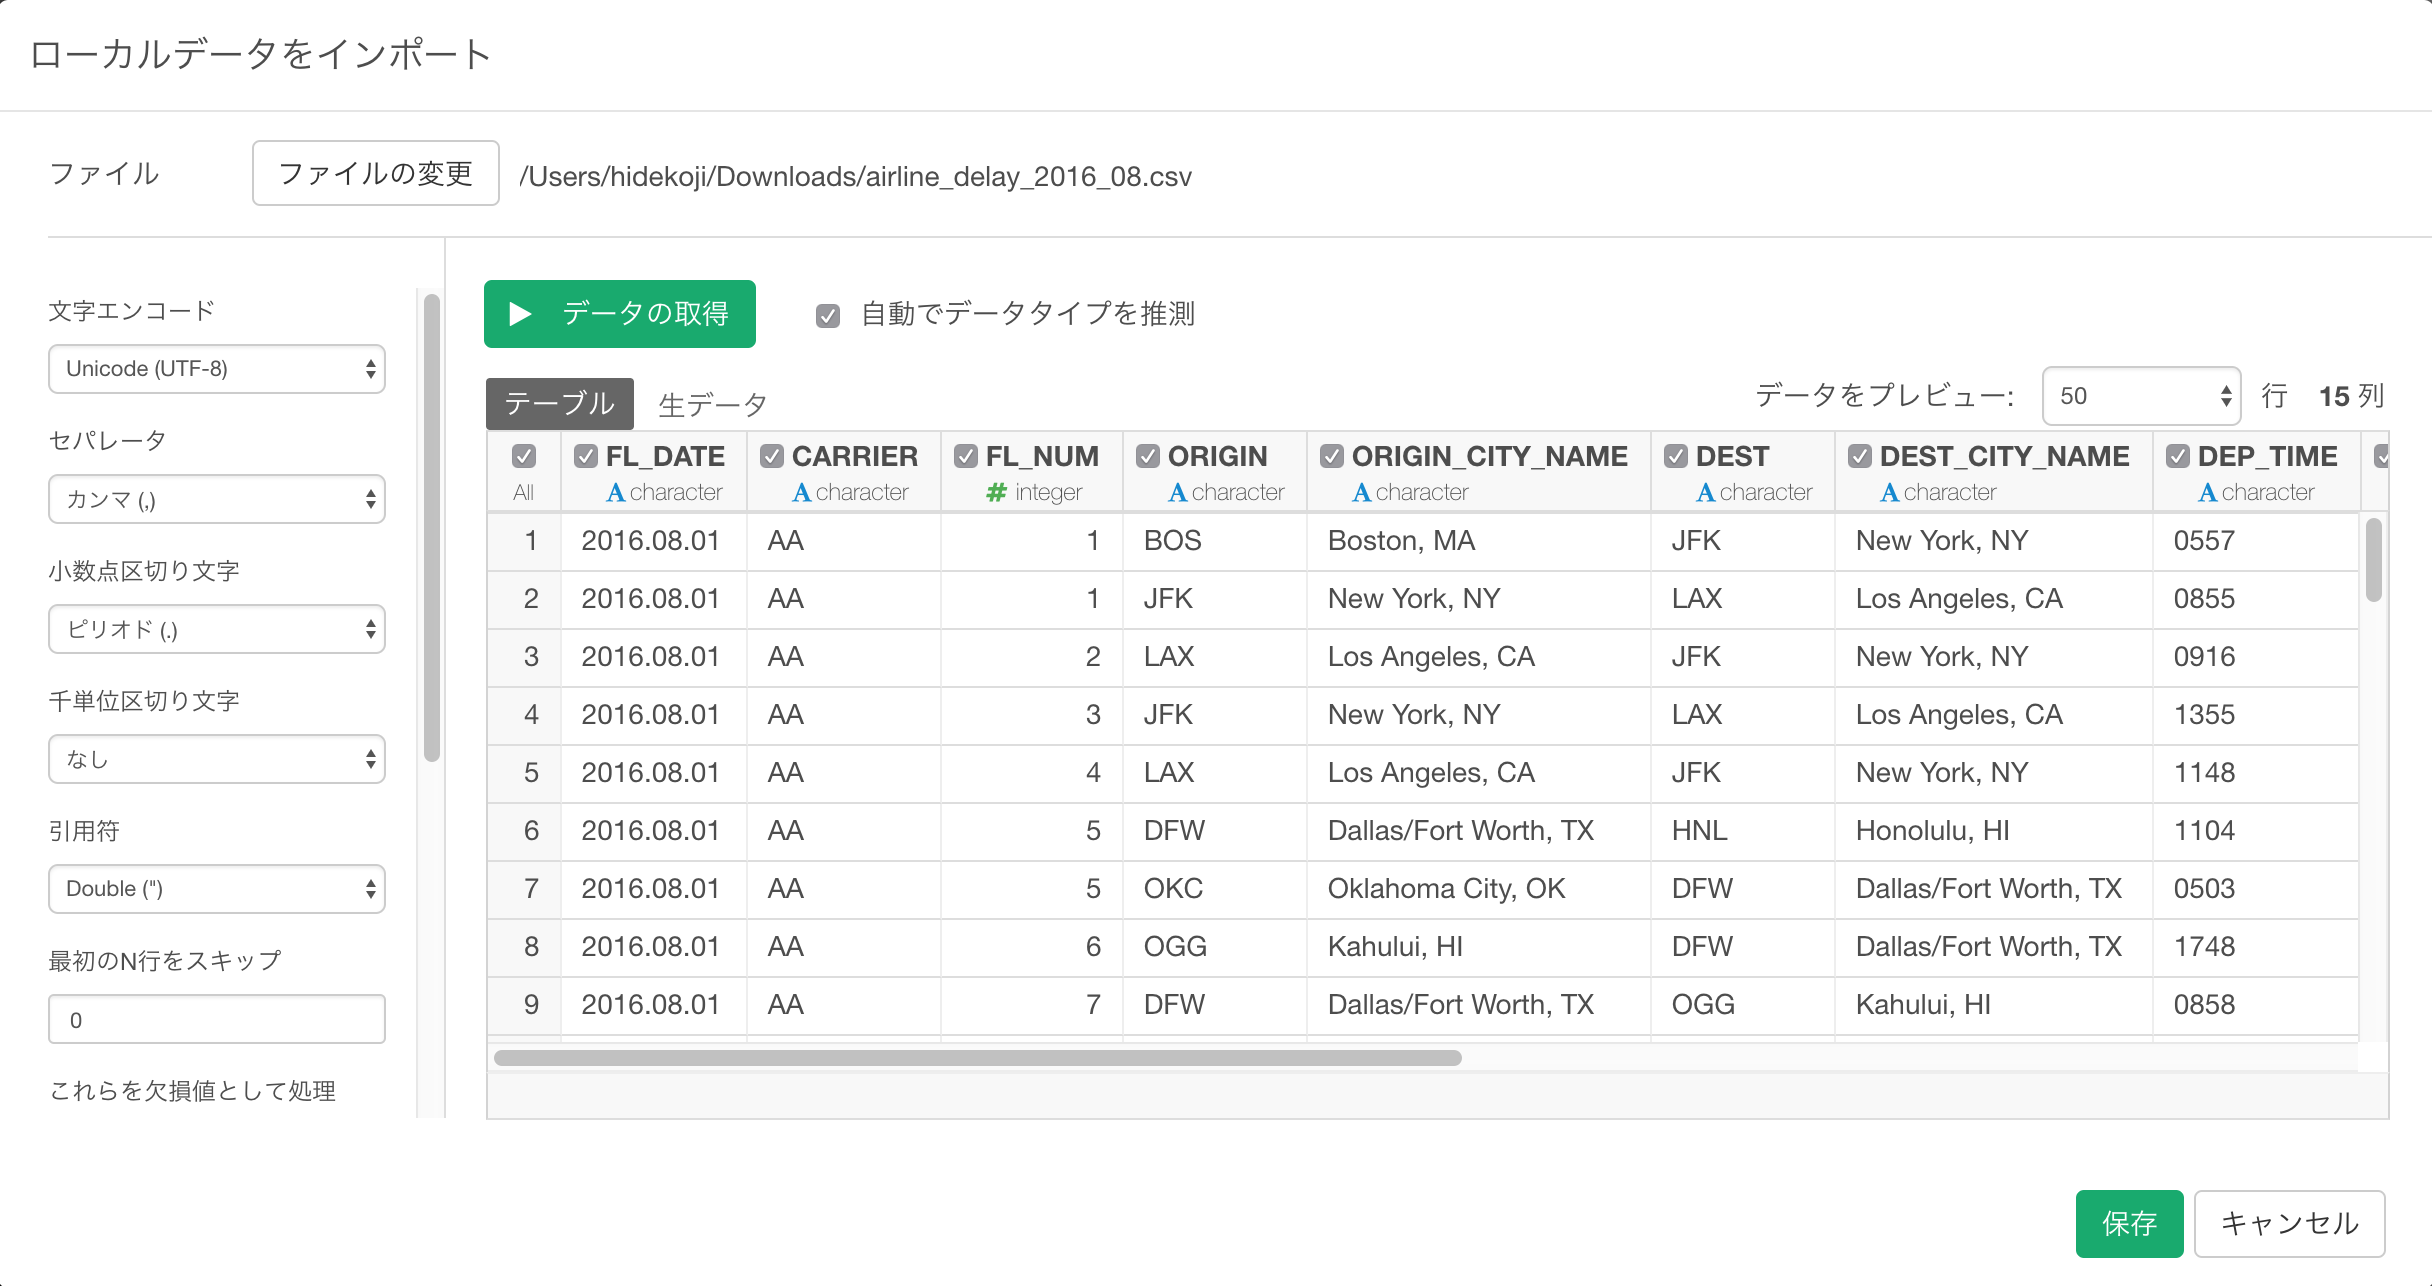 ローカルデータをインポート
ファイル ファイルの変更 /Users/hidekoji/Downloads/airline_delay_2016_08.csv
文字エンコード
Unicode (UTF-8)
セパレータ
カンマ (,)
小数点区切り文字
ピリオド (.)
千単位区切り文字
なし
引用符
Double (")
最初のN行をスキップ
0
これらを欠損値として処理
データの取得 自動でデータタイプを推測
テーブル 生データ データをプレビュー: 50 行 15 列
FL_DATE CARRIER FL_NUM ORIGIN ORIGIN_CITY_NAME DEST DEST_CITY_NAME DEP_TIME
All A character A character # integer A character A character A character A character A character
1 2016.08.01 AA 1 BOS Boston, MA JFK New York, NY 0557
2 2016.08.01 AA 1 JFK New York, NY LAX Los Angeles, CA 0855
3 2016.08.01 AA 2 LAX Los Angeles, CA JFK New York, NY 0916
4 2016.08.01 AA 3 JFK New York, NY LAX Los Angeles, CA 1355
5 2016.08.01 AA 4 LAX Los Angeles, CA JFK New York, NY 1148
6 2016.08.01 AA 5 DFW Dallas/Fort Worth, TX HNL Honolulu, HI 1104
7 2016.08.01 AA 5 OKC Oklahoma City, OK DFW Dallas/Fort Worth, TX 0503
8 2016.08.01 AA 6 OGG Kahului, HI DFW Dallas/Fort Worth, TX 1748
9 2016.08.01 AA 7 DFW Dallas/Fort Worth, TX OGG Kahului, HI 0858
保存 キャンセル